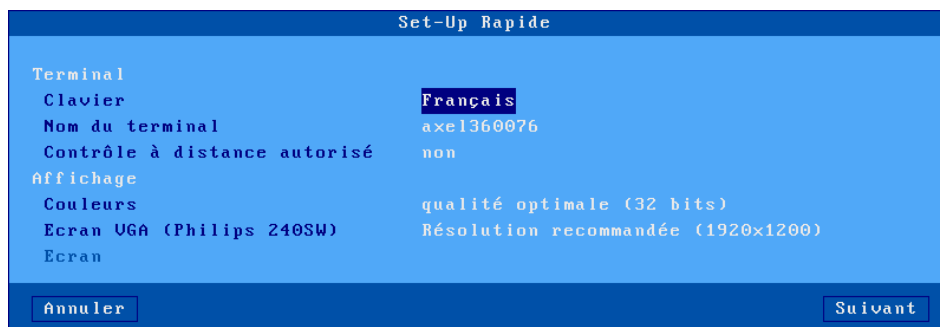 Set-Up Rapide
Terminal
Clavier Français
Nom du terminal axel360076
Contrôle à distance autorisé non
Affichage
Couleurs qualité optimale (32 bits)
Ecran VGA (Philips 240SW) Résolution recommandée (1920x1200)
Ecran
Annuler Suivant